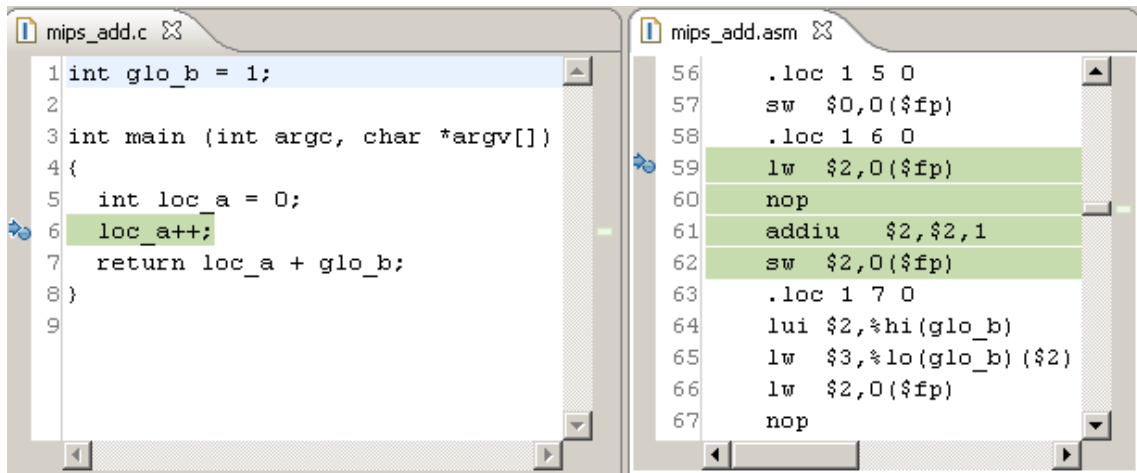 mips_add.c
1 int glo_b = 1;
2
3 int main (int argc, char *argv[])
4 {
5   int loc_a = 0;
6   loc_a++;
7   return loc_a + glo_b;
8 }
9
mips_add.asm
56 .loc 1 5 0
57 sw $0,0($fp)
58 .loc 1 6 0
59 lw $2,0($fp)
60 nop
61 addiu $2,$2,1
62 sw $2,0($fp)
63 .loc 1 7 0
64 lui $2,%hi(glo_b)
65 lw $3,%lo(glo_b)($2)
66 lw $2,0($fp)
67 nop